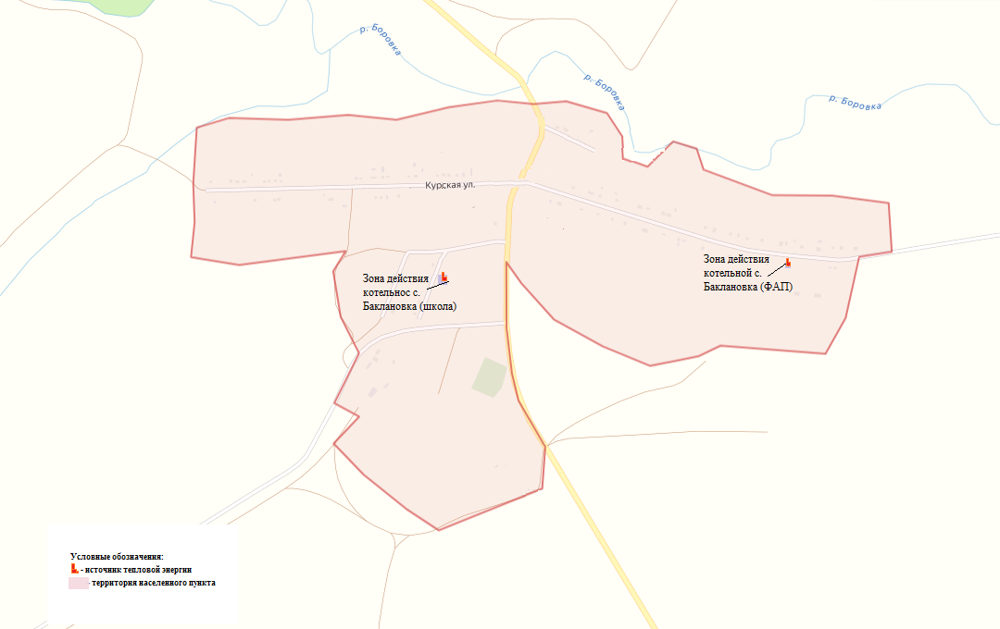 р. Боровка
р. Боровка
р. Боровка
Курская ул.
Зона действия
котельной с.
Баклановка (ФАП)
Зона действия
котельнос с.
Баклановка (школа)
Условные обозначения:
- источник тепловой энергии
- территория населенного пункта